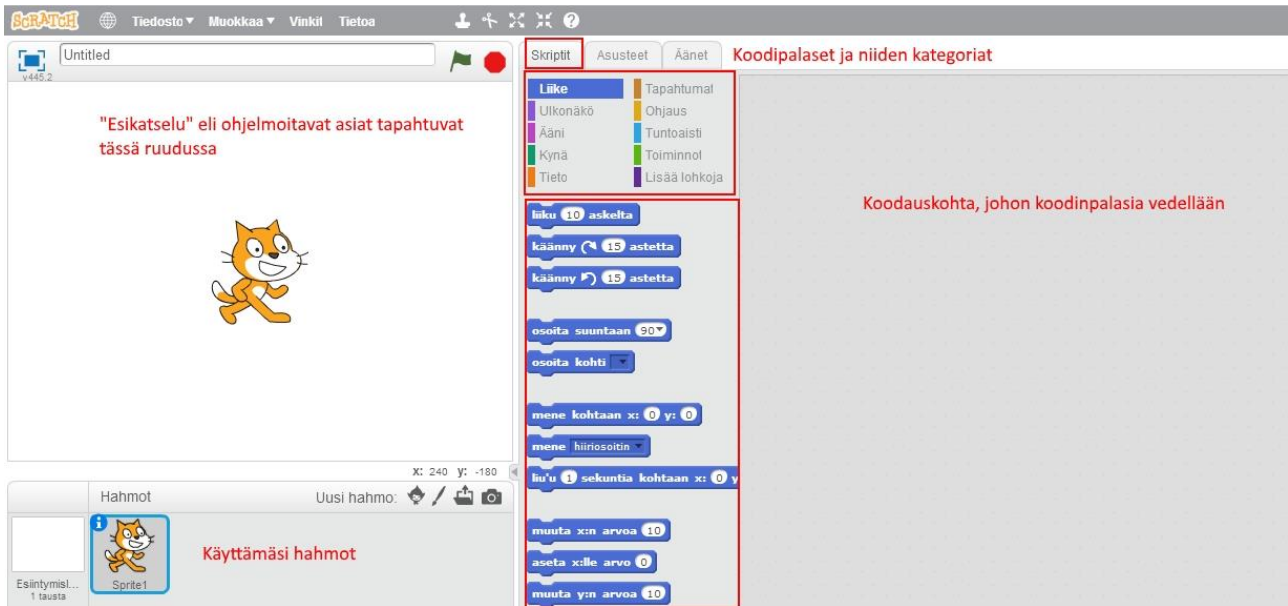 SCRATCH Tiedosto Muokkaa Vinkit Tietoa
Untitled
v445.2
"Esikatselu" eli ohjelmoitavat asiat tapahtuvat
tässä ruudussa
x: 240 y: -180
Hahmot
Uusi hahmo:
Esiintymisl...
1 tausta
Sprite1
Käyttämäsi hahmot
Skriptit Asusteet Äänet
Koodipalaset ja niiden kategoriat
Liike Tapahtumat
Ulkonäkö Ohjaus
Ääni Tuntoaisti
Kynä Toiminnot
Tieto Lisää lohkoja
liiku 10 askelta
käänny 15 astetta
käänny 15 astetta
osoita suuntaan 90
osoita kohti
mene kohtaan x: 0 y: 0
mene hiiriosoitin
liu'u 1 sekuntia kohtaan x: 0 y
muuta x:n arvoa 10
aseta x:lle arvo 0
muuta y:n arvoa 10
Koodauskohta, johon koodinpalasia vedellään